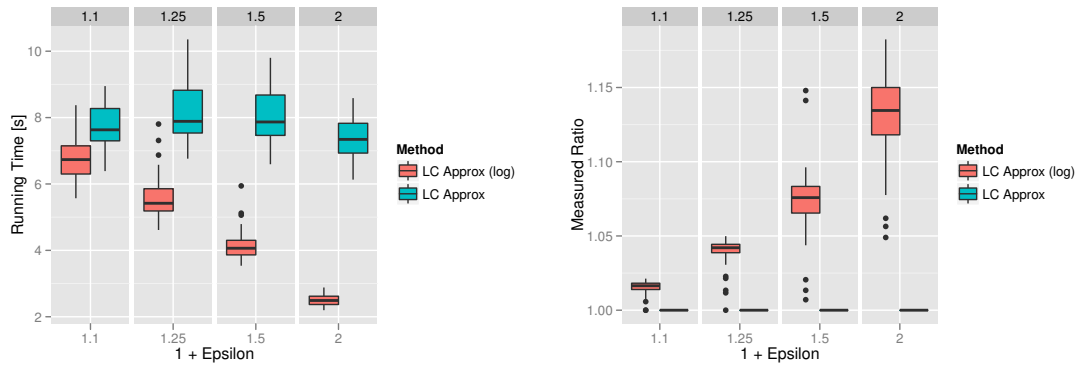 1.1 1.25 1.5 2
10
8
6
4
2
Running Time [s]
1.1 1.25 1.5 2
1 + Epsilon
Method
LC Approx (log)
LC Approx
1.1 1.25 1.5 2
1.15
1.10
1.05
1.00
Measured Ratio
1.1 1.25 1.5 2
1 + Epsilon
Method
LC Approx (log)
LC Approx